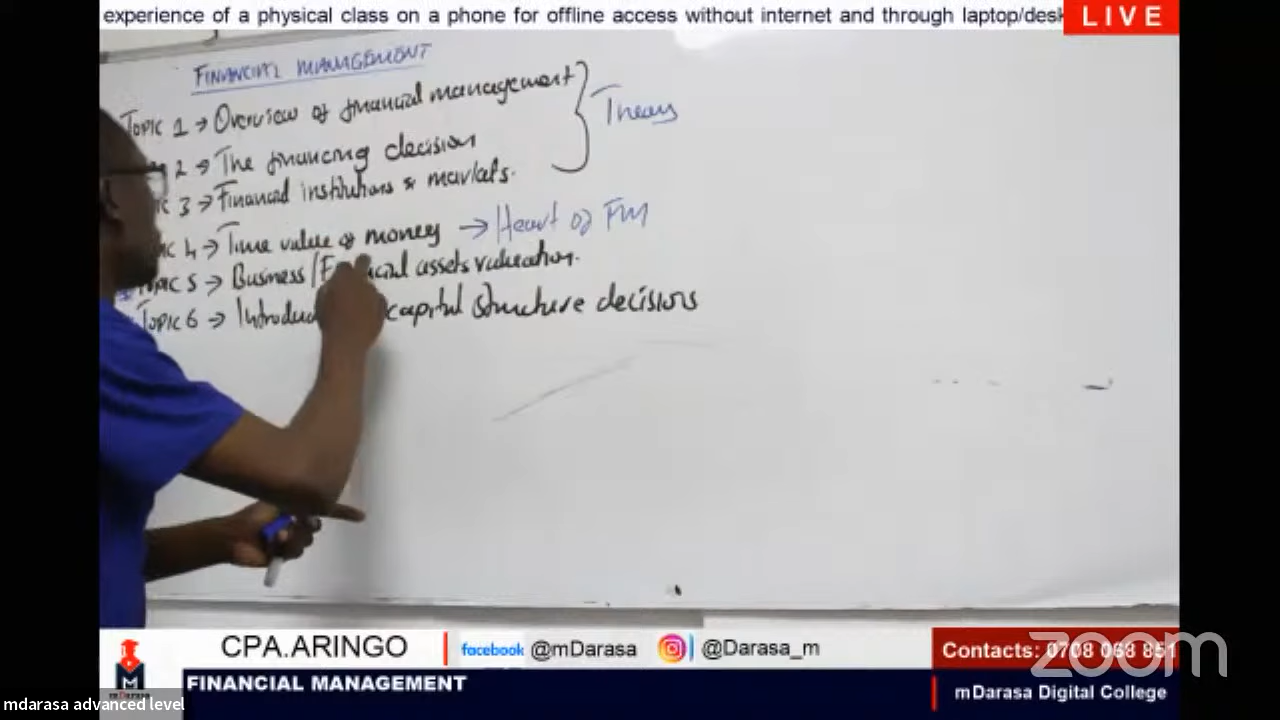 experience of a physical class on a phone for offline access without internet and through laptop/desk
LIVE
FINANCIAL MANAGEMENT
TOPIC 1 → Overview of financial management
Theory
2 → The financing decision
3 → Financial institutions & markets.
4 → Time value of money → Heart of FM
TOPIC 5 → Business / Financial assets valuation.
TOPIC 6 → capital structure decisions
CPA.ARINGO
facebook @mDarasa
@Darasa_m
Contacts: 0708 068 851
zoom
FINANCIAL MANAGEMENT
mDarasa Digital College
mDarasa
mdarasa advanced level